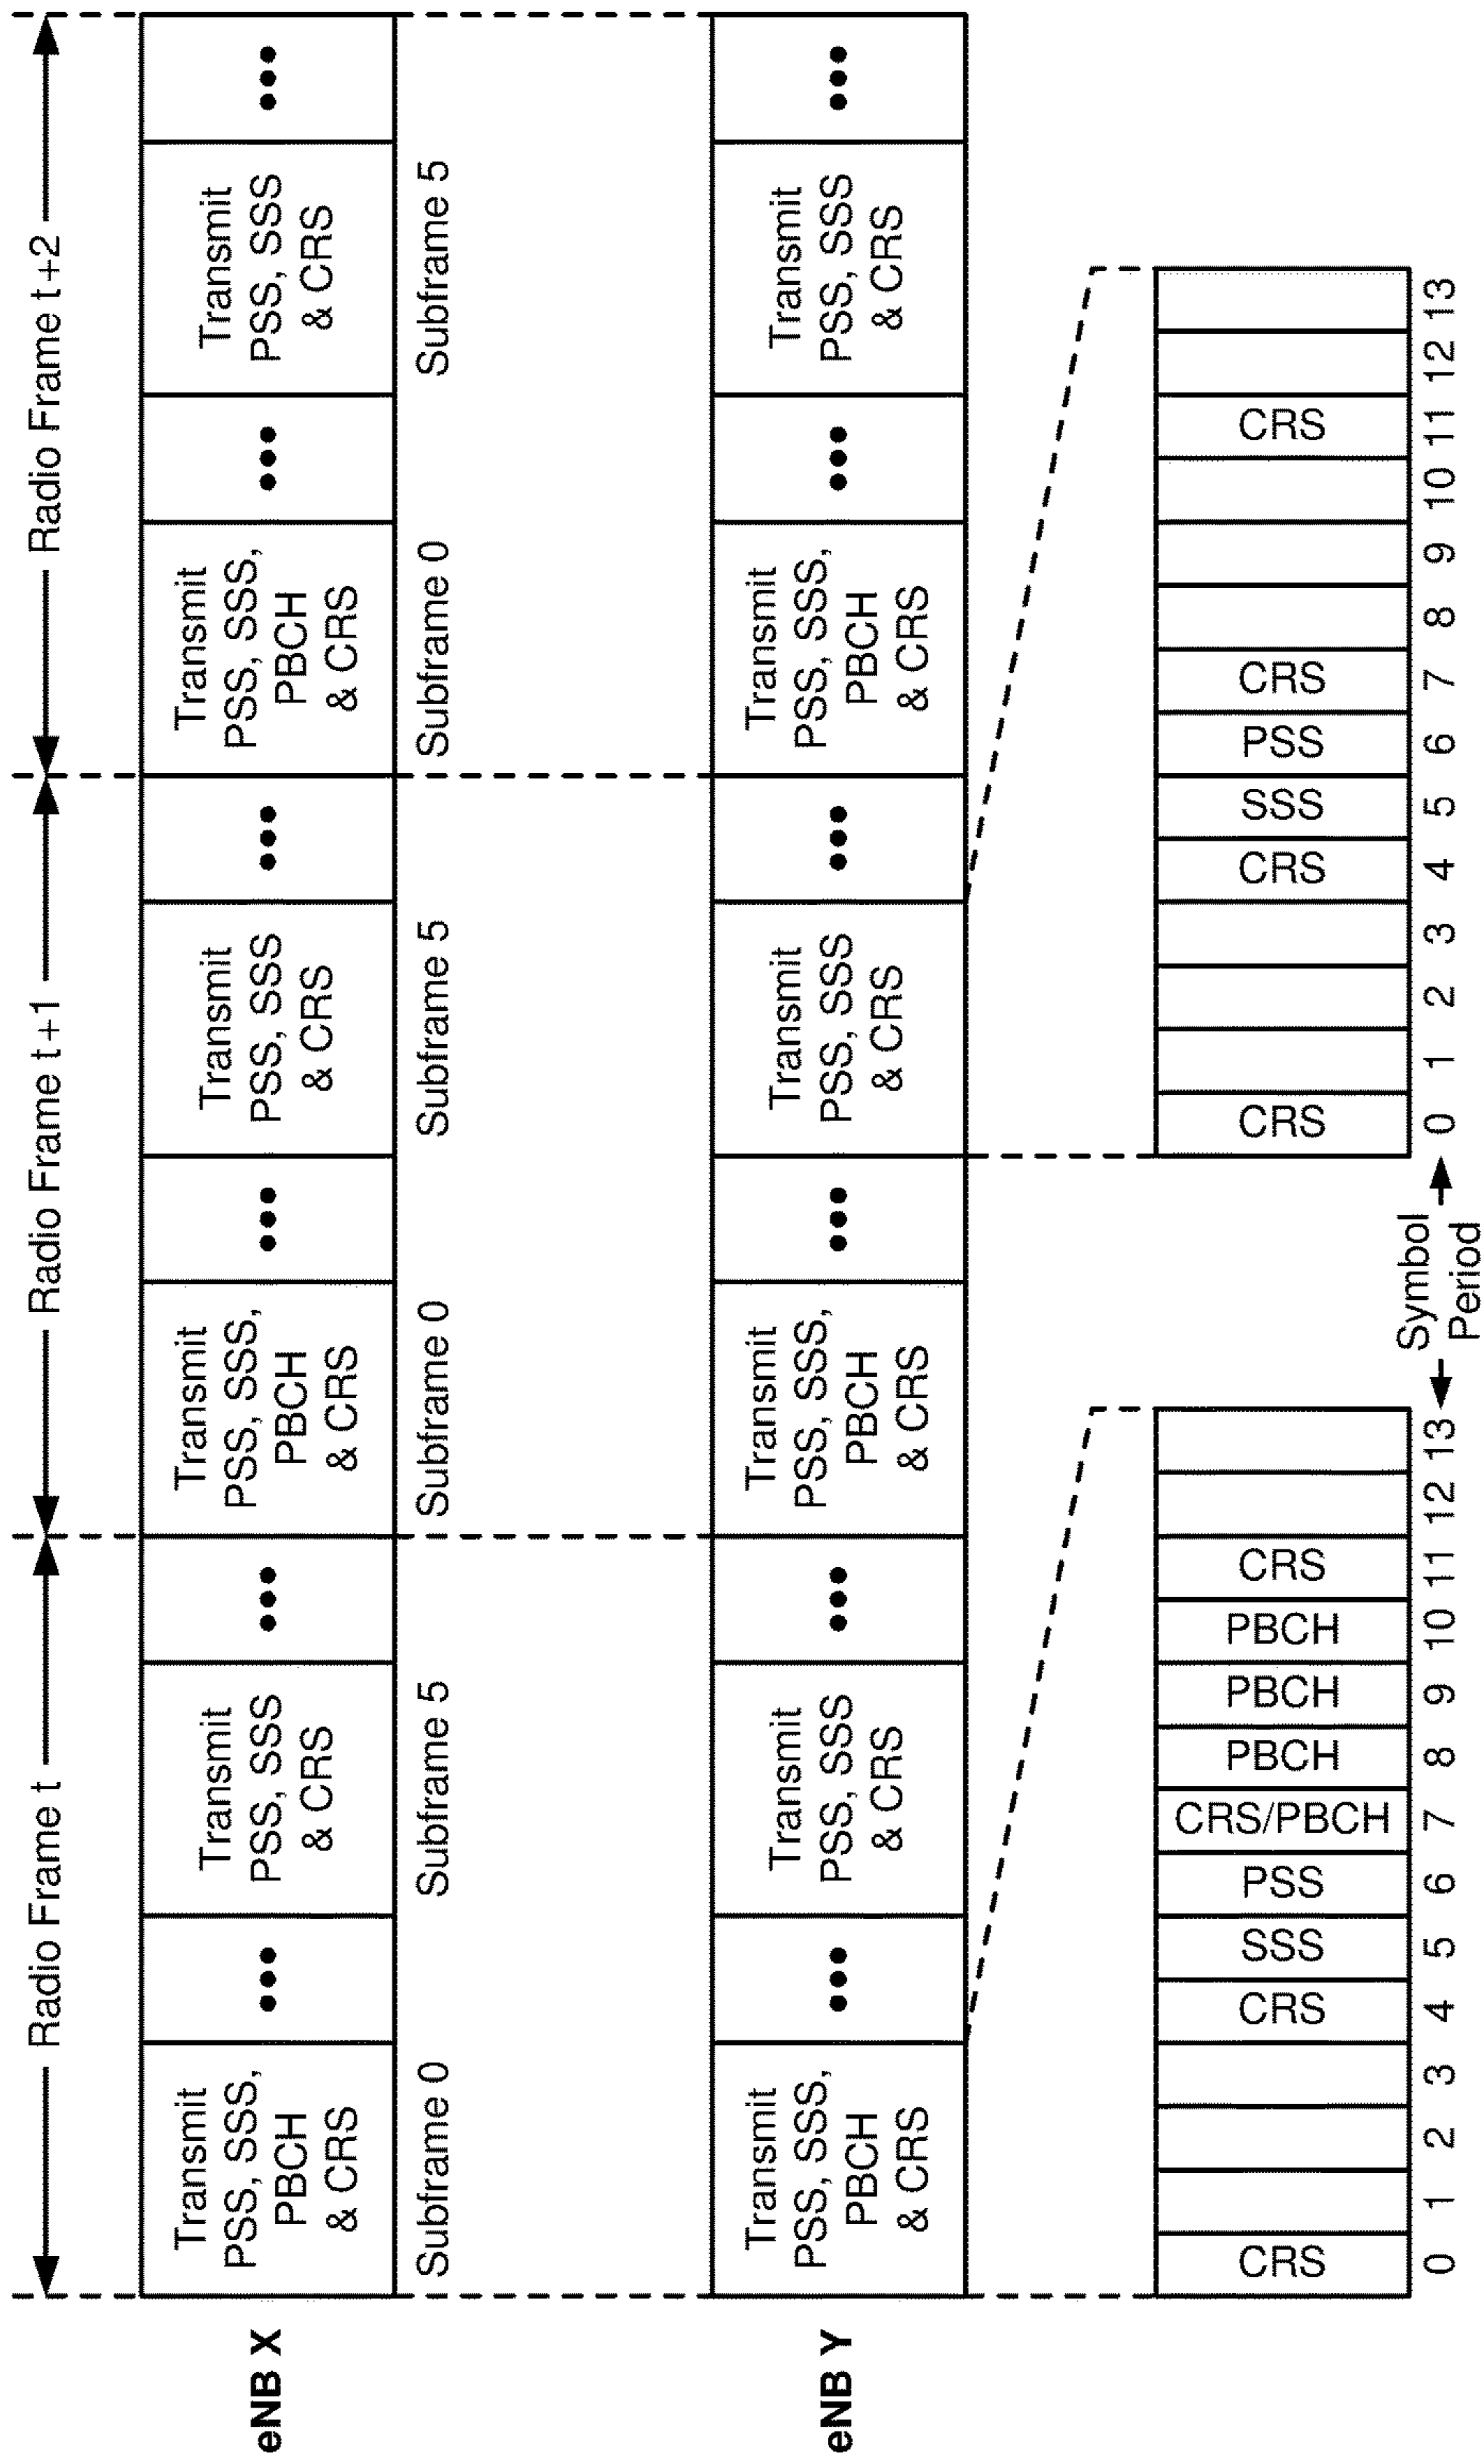 Radio Frame t
Radio Frame t+1
Radio Frame t+2
eNB X
Transmit
PSS, SSS,
PBCH
& CRS
Transmit
PSS, SSS
& CRS
Transmit
PSS, SSS,
PBCH
& CRS
Transmit
PSS, SSS
& CRS
Transmit
PSS, SSS,
PBCH
& CRS
Transmit
PSS, SSS
& CRS
Subframe 0
Subframe 5
Subframe 0
Subframe 5
Subframe 0
Subframe 5
eNB Y
Transmit
PSS, SSS,
PBCH
& CRS
Transmit
PSS, SSS
& CRS
Transmit
PSS, SSS,
PBCH
& CRS
Transmit
PSS, SSS
& CRS
Transmit
PSS, SSS,
PBCH
& CRS
Transmit
PSS, SSS
& CRS
CRS
CRS
SSS
PSS
CRS/PBCH
PBCH
PBCH
PBCH
CRS
0 1 2 3 4 5 6 7 8 9 10 11 12 13
Symbol
Period
CRS
CRS
SSS
PSS
CRS
CRS
0 1 2 3 4 5 6 7 8 9 10 11 12 13